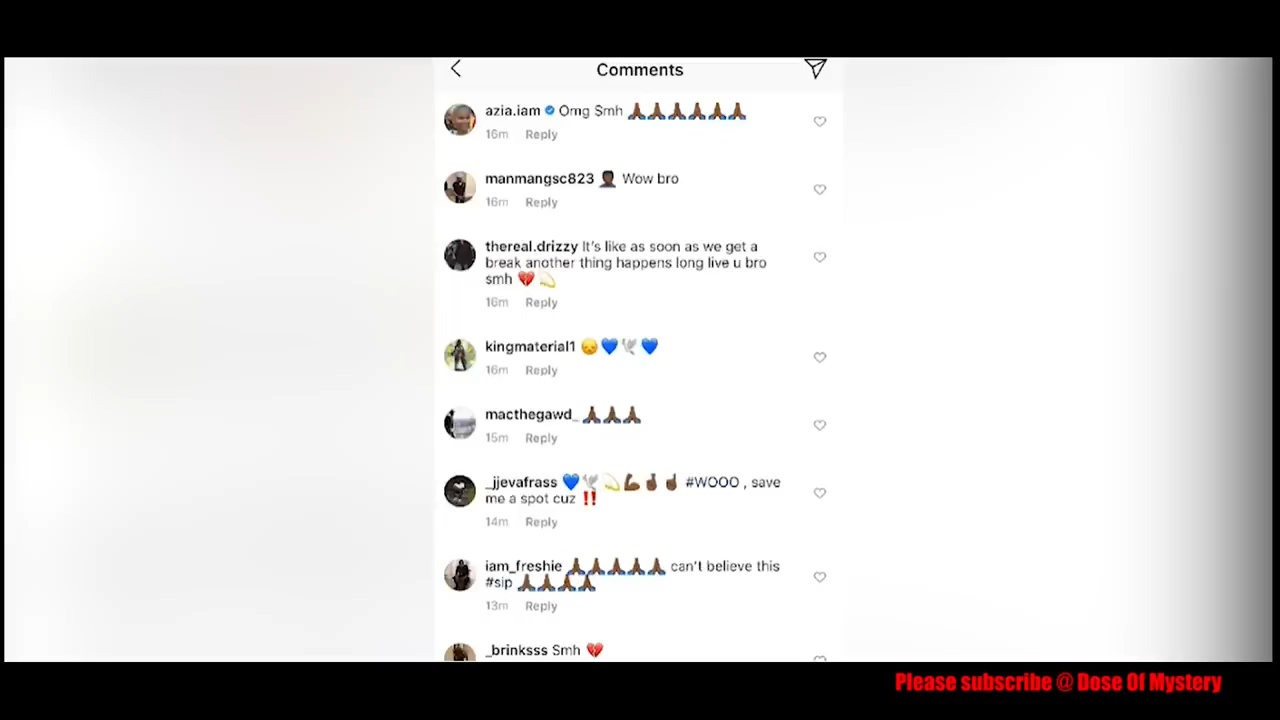 Comments
azia.iam Omg Smh 🙏🏾🙏🏾🙏🏾🙏🏾🙏🏾🙏🏾
16m Reply
manmangsc823 🤦🏿‍♂️ Wow bro
16m Reply
thereal.drizzy It's like as soon as we get a
break another thing happens long live u bro
smh 💔💫
16m Reply
kingmaterial1 😞💙🕊💙
16m Reply
macthegawd_ 🙏🏾🙏🏾🙏🏾
15m Reply
_jjevafrass 💙🕊💫💪🏾🤞🏾☝🏾 #WOOO , save
me a spot cuz ‼️
14m Reply
iam_freshie 🙏🏾🙏🏾🙏🏾🙏🏾🙏🏾 can't believe this
#sip 🙏🏾🙏🏾🙏🏾🙏🏾
13m Reply
_brinksss Smh 💔
Please subscribe @ Dose Of Mystery